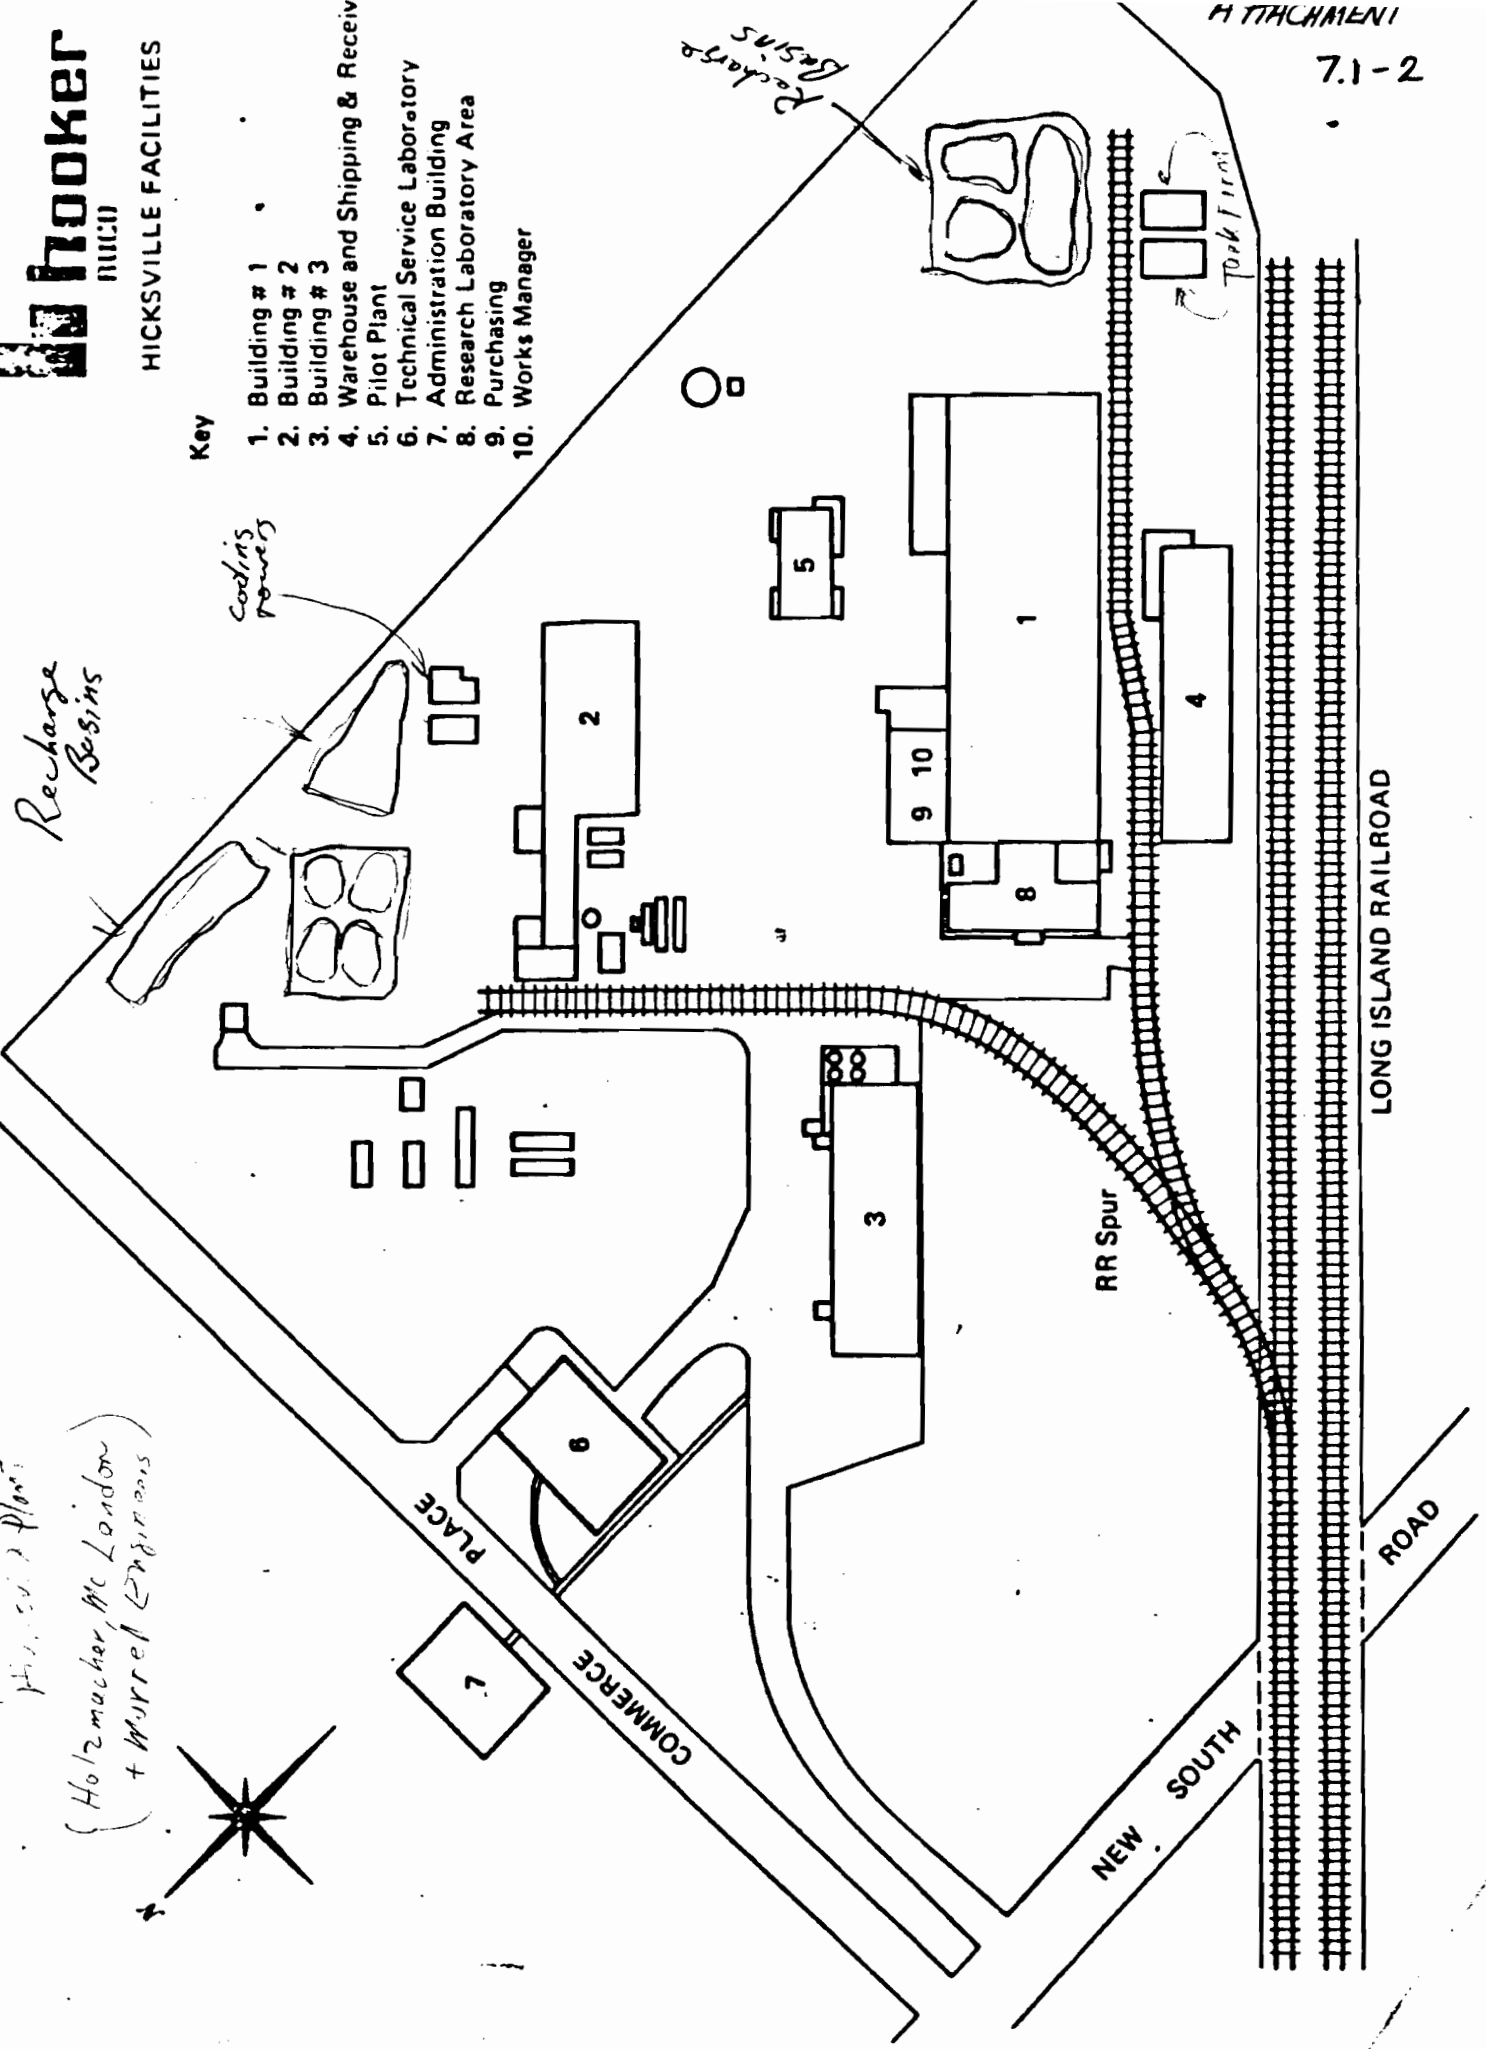 ATTACHMENT
7.1-2
hooker
RUCO
HICKSVILLE FACILITIES
Key
1. Building # 1
2. Building # 2
3. Building # 3
4. Warehouse and Shipping & Receiv
5. Pilot Plant
6. Technical Service Laboratory
7. Administration Building
8. Research Laboratory Area
9. Purchasing
10. Works Manager
Recharge
Basins
Cooling
Towers
Recharge
Basins
Tank Farm
2
5
1
10
9
8
4
3
RR Spur
6
7
PLACE
COMMERCE
NEW SOUTH
ROAD
LONG ISLAND RAILROAD
Plant
(Holzmacher, McLendon
+ Murrell Engineers)
N